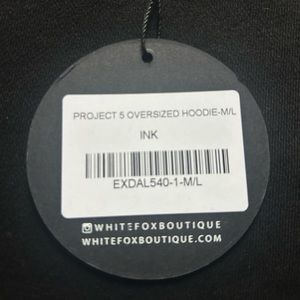 PROJECT 5 OVERSIZED HOODIE-M/L
INK
EXDAL540-1-M/L
WHITEFOXBOUTIQUE
WHITEFOXBOUTIQUE.COM